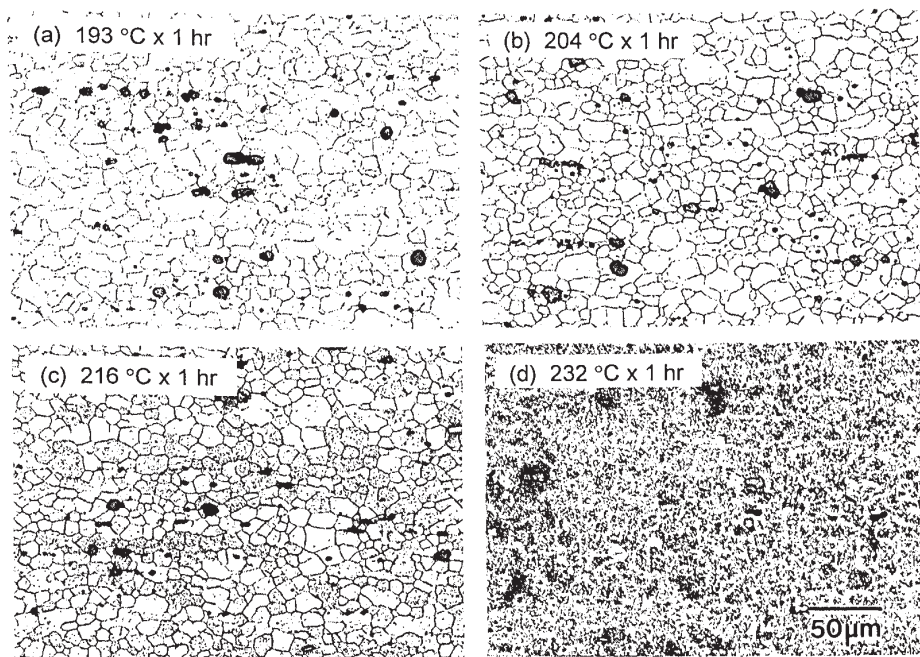 (a) 193 °C x 1 hr
(b) 204 °C x 1 hr
(c) 216 °C x 1 hr
(d) 232 °C x 1 hr
50µm